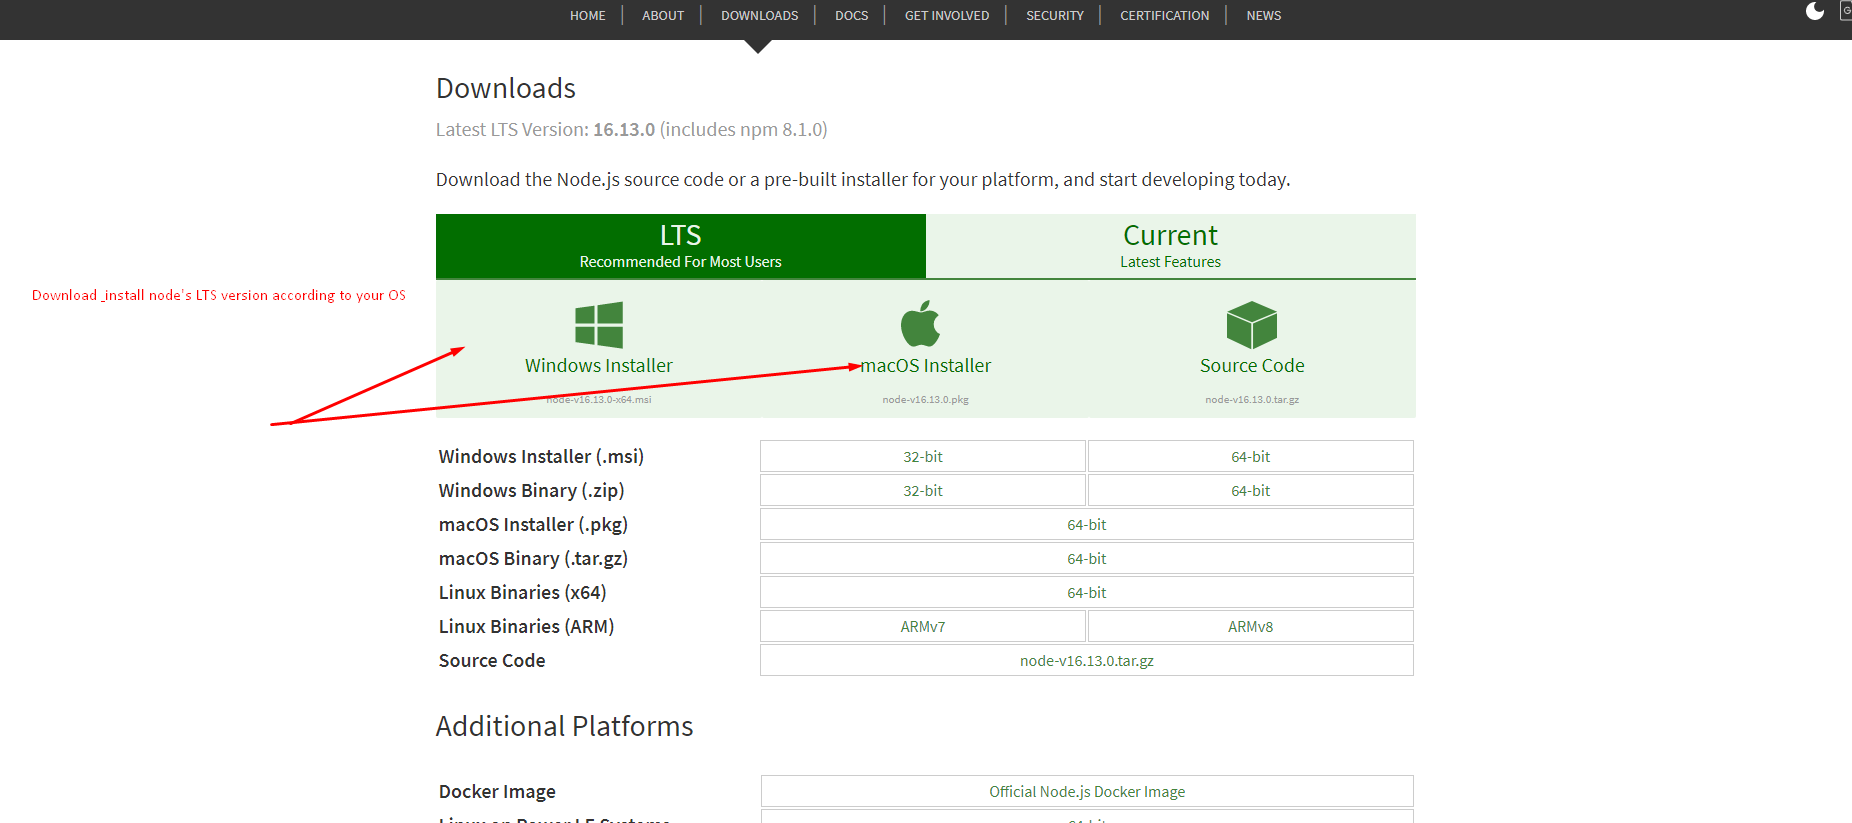 HOME | ABOUT | DOWNLOADS | DOCS | GET INVOLVED | SECURITY | CERTIFICATION | NEWS
Downloads
Latest LTS Version: 16.13.0 (includes npm 8.1.0)
Download the Node.js source code or a pre-built installer for your platform, and start developing today.
LTS
Recommended For Most Users
Current
Latest Features
Download _install node's LTS version according to your OS
Windows Installer
node-v16.13.0-x64.msi
macOS Installer
node-v16.13.0.pkg
Source Code
node-v16.13.0.tar.gz
Windows Installer (.msi) 32-bit 64-bit
Windows Binary (.zip) 32-bit 64-bit
macOS Installer (.pkg) 64-bit
macOS Binary (.tar.gz) 64-bit
Linux Binaries (x64) 64-bit
Linux Binaries (ARM) ARMv7 ARMv8
Source Code node-v16.13.0.tar.gz
Additional Platforms
Docker Image Official Node.js Docker Image